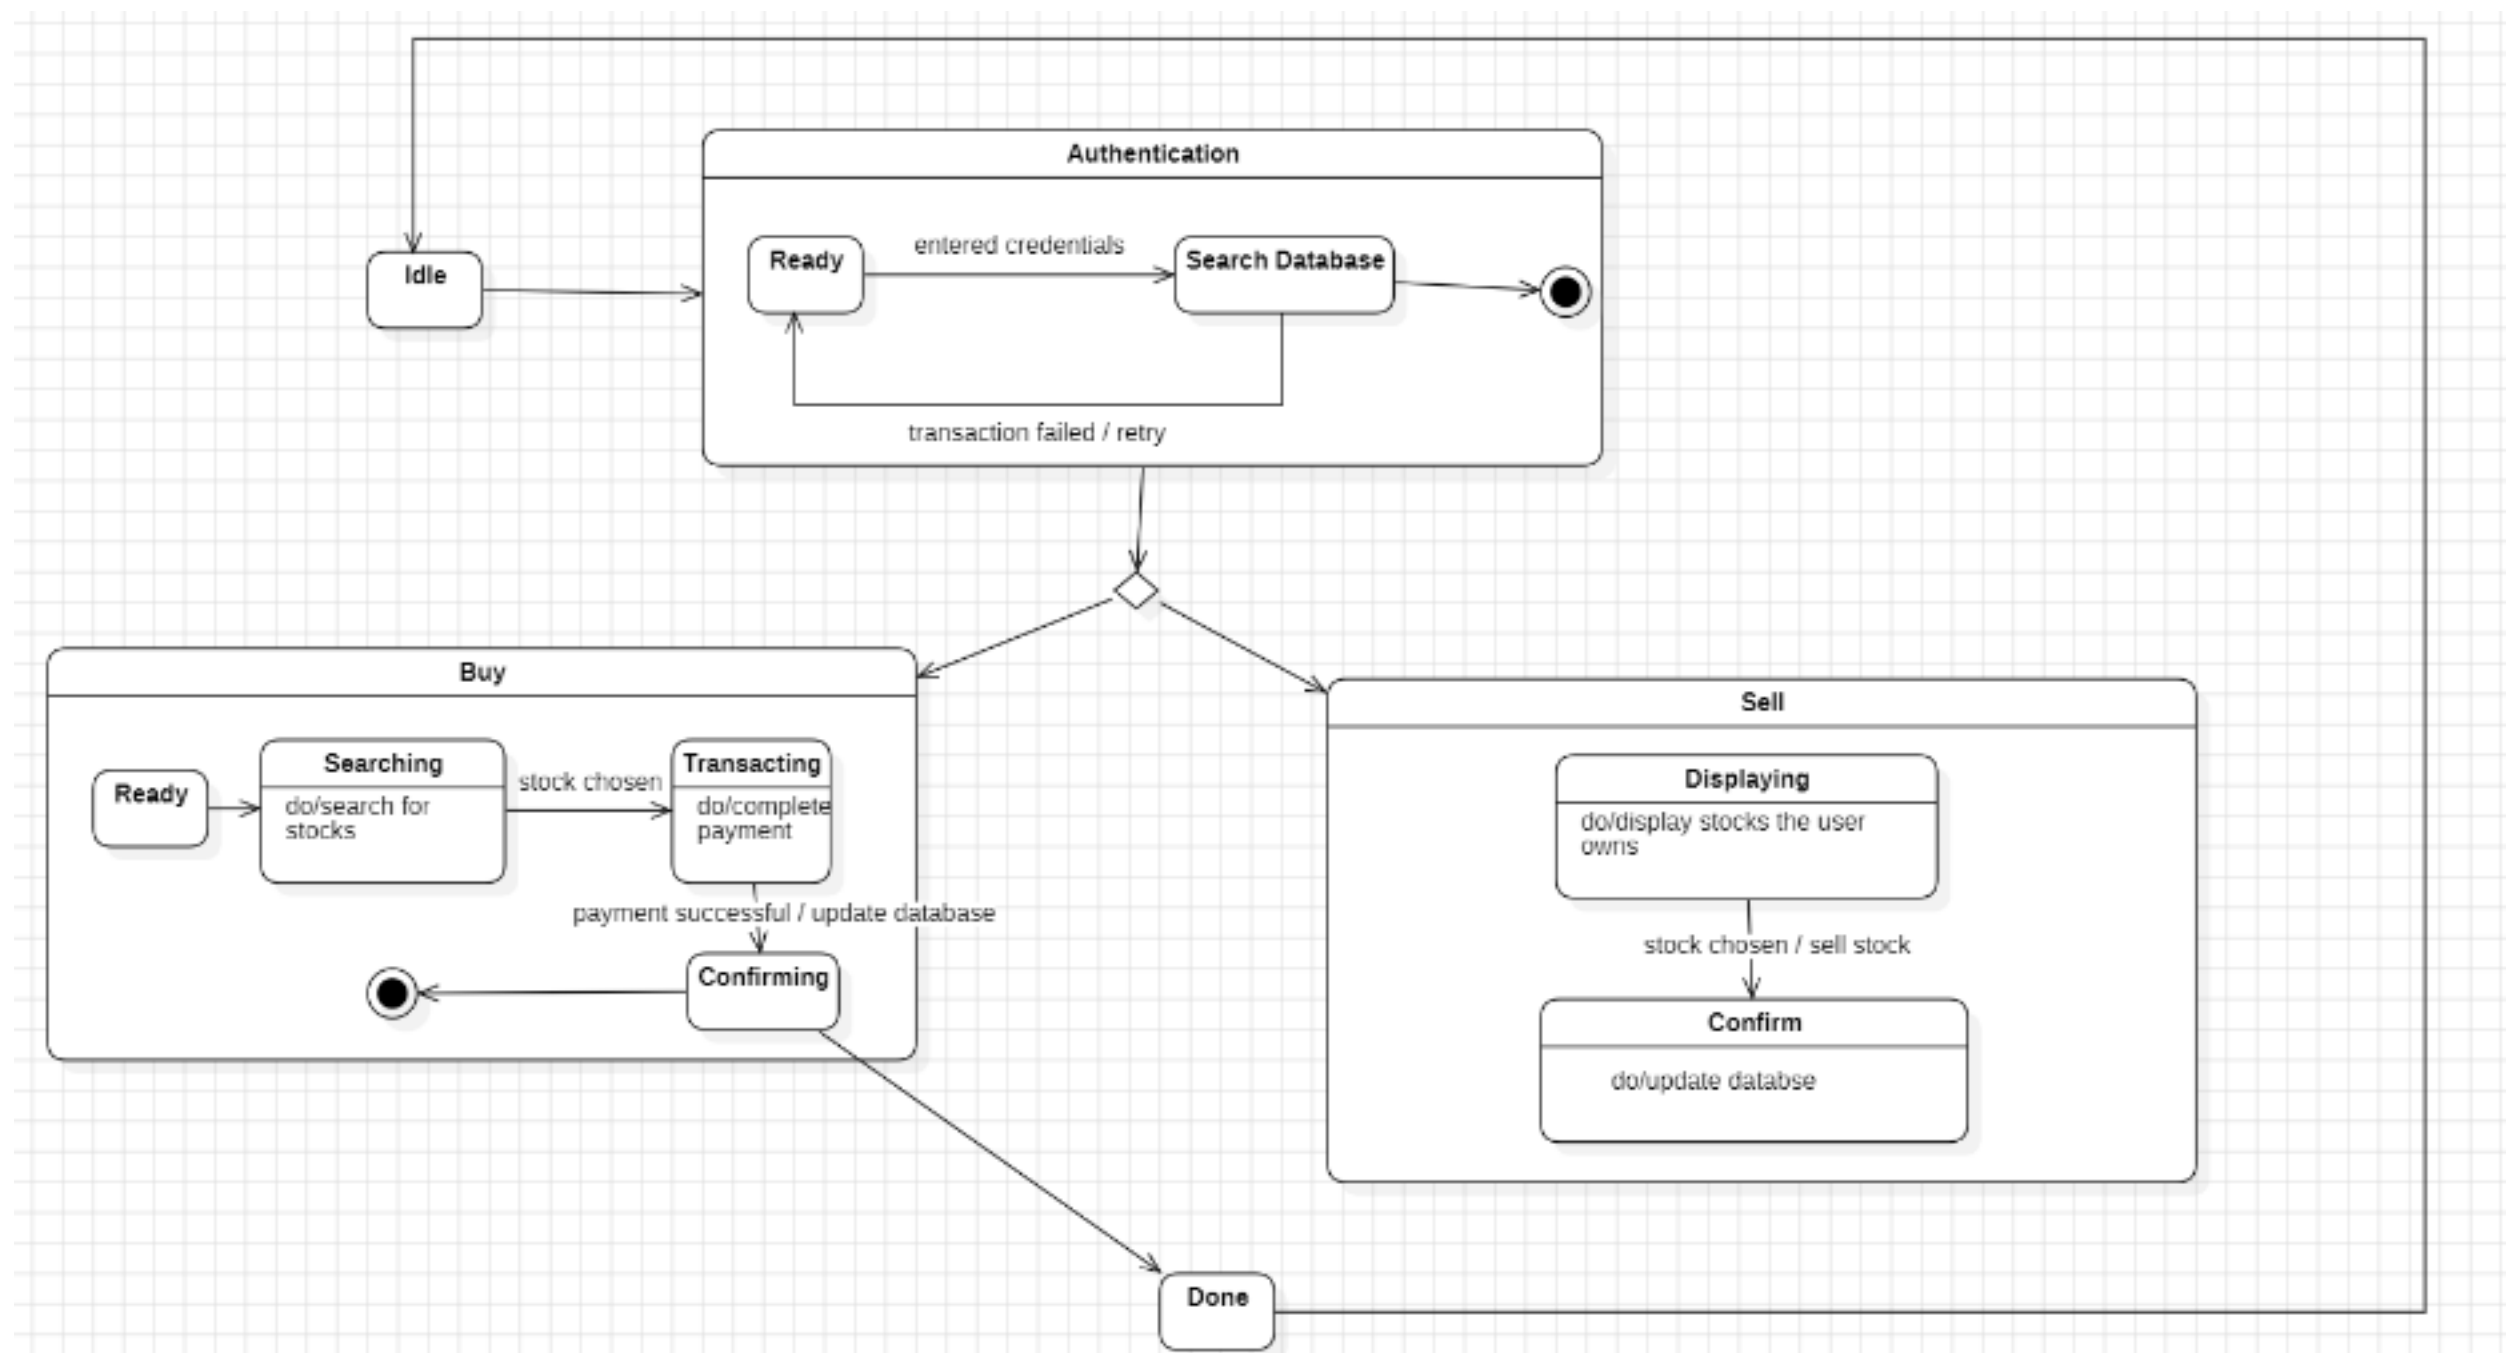 Authentication
Idle
Ready
entered credentials
Search Database
transaction failed / retry
Buy
Ready
Searching
do/search for
stocks
stock chosen
Transacting
do/complete
payment
payment successful / update database
Confirming
Sell
Displaying
do/display stocks the user
owns
stock chosen / sell stock
Confirm
do/update databse
Done